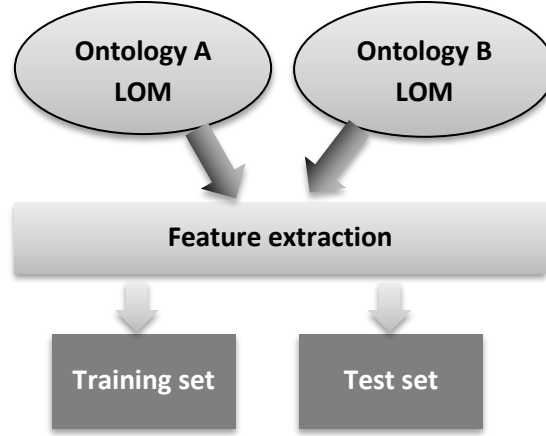 Ontology A
LOM
Ontology B
LOM
Feature extraction
Training set
Test set